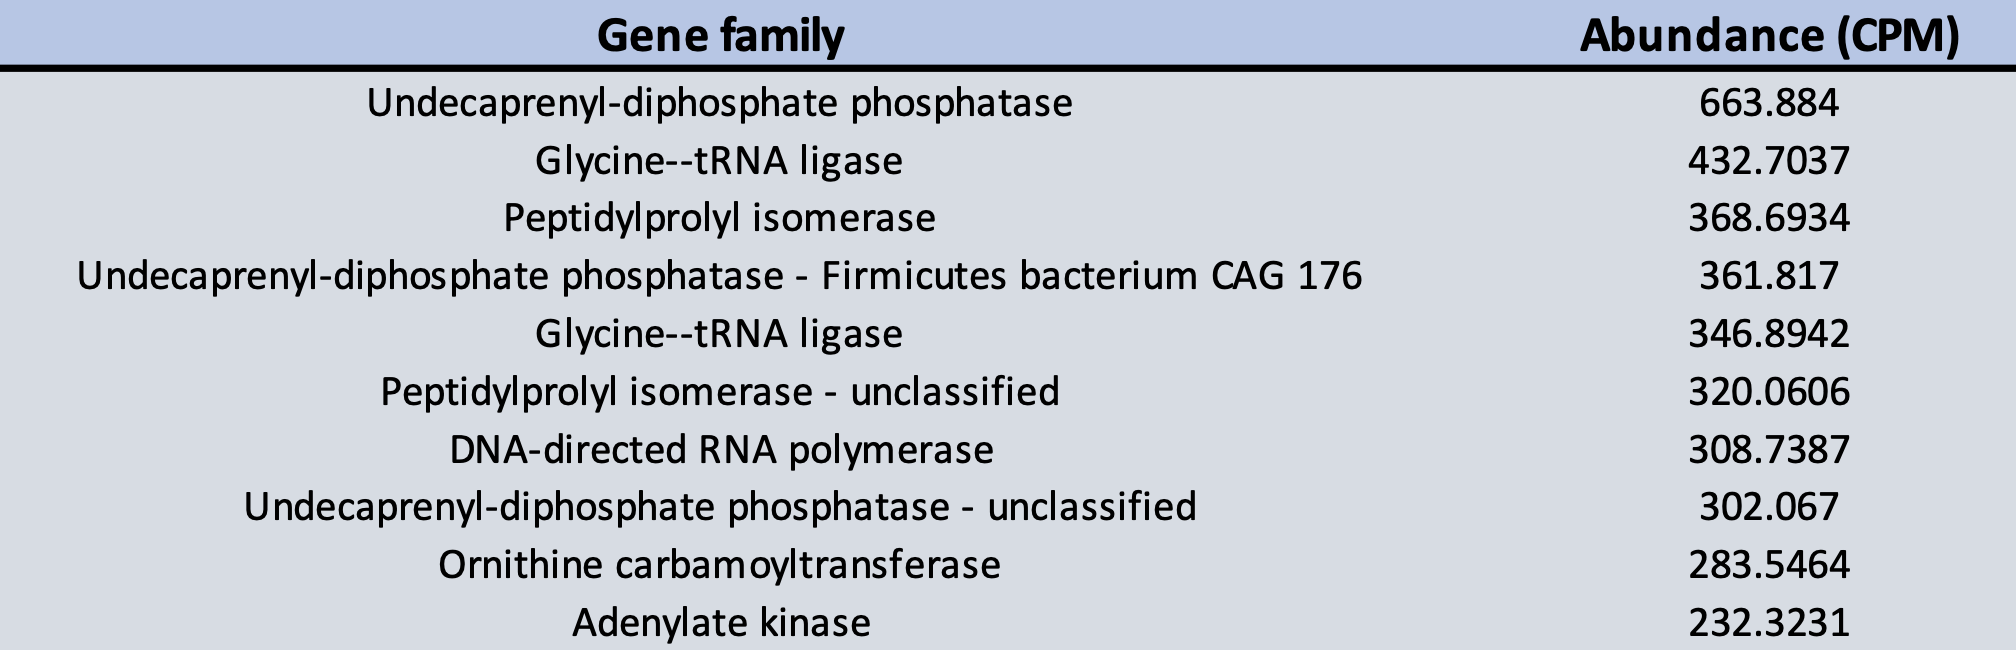 Gene family Abundance (CPM)
Undecaprenyl-diphosphate phosphatase 663.884
Glycine--tRNA ligase 432.7037
Peptidylprolyl isomerase 368.6934
Undecaprenyl-diphosphate phosphatase - Firmicutes bacterium CAG 176 361.817
Glycine--tRNA ligase 346.8942
Peptidylprolyl isomerase - unclassified 320.0606
DNA-directed RNA polymerase 308.7387
Undecaprenyl-diphosphate phosphatase - unclassified 302.067
Ornithine carbamoyltransferase 283.5464
Adenylate kinase 232.3231